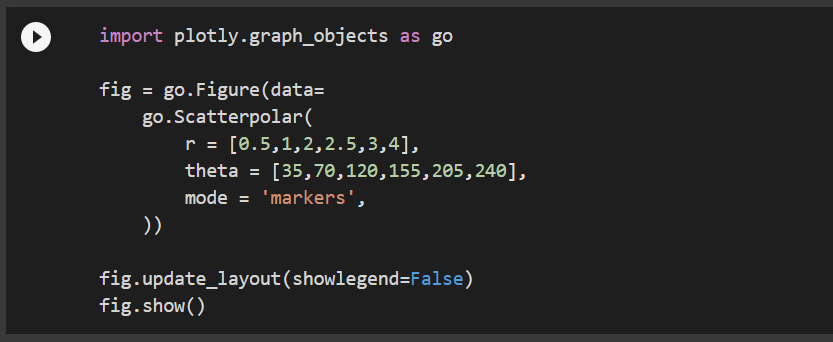 import plotly.graph_objects as go
fig = go.Figure(data=
go.Scatterpolar(
r = [0.5,1,2,2.5,3,4],
theta = [35,70,120,155,205,240],
mode = 'markers',
))
fig.update_layout(showlegend=False)
fig.show()